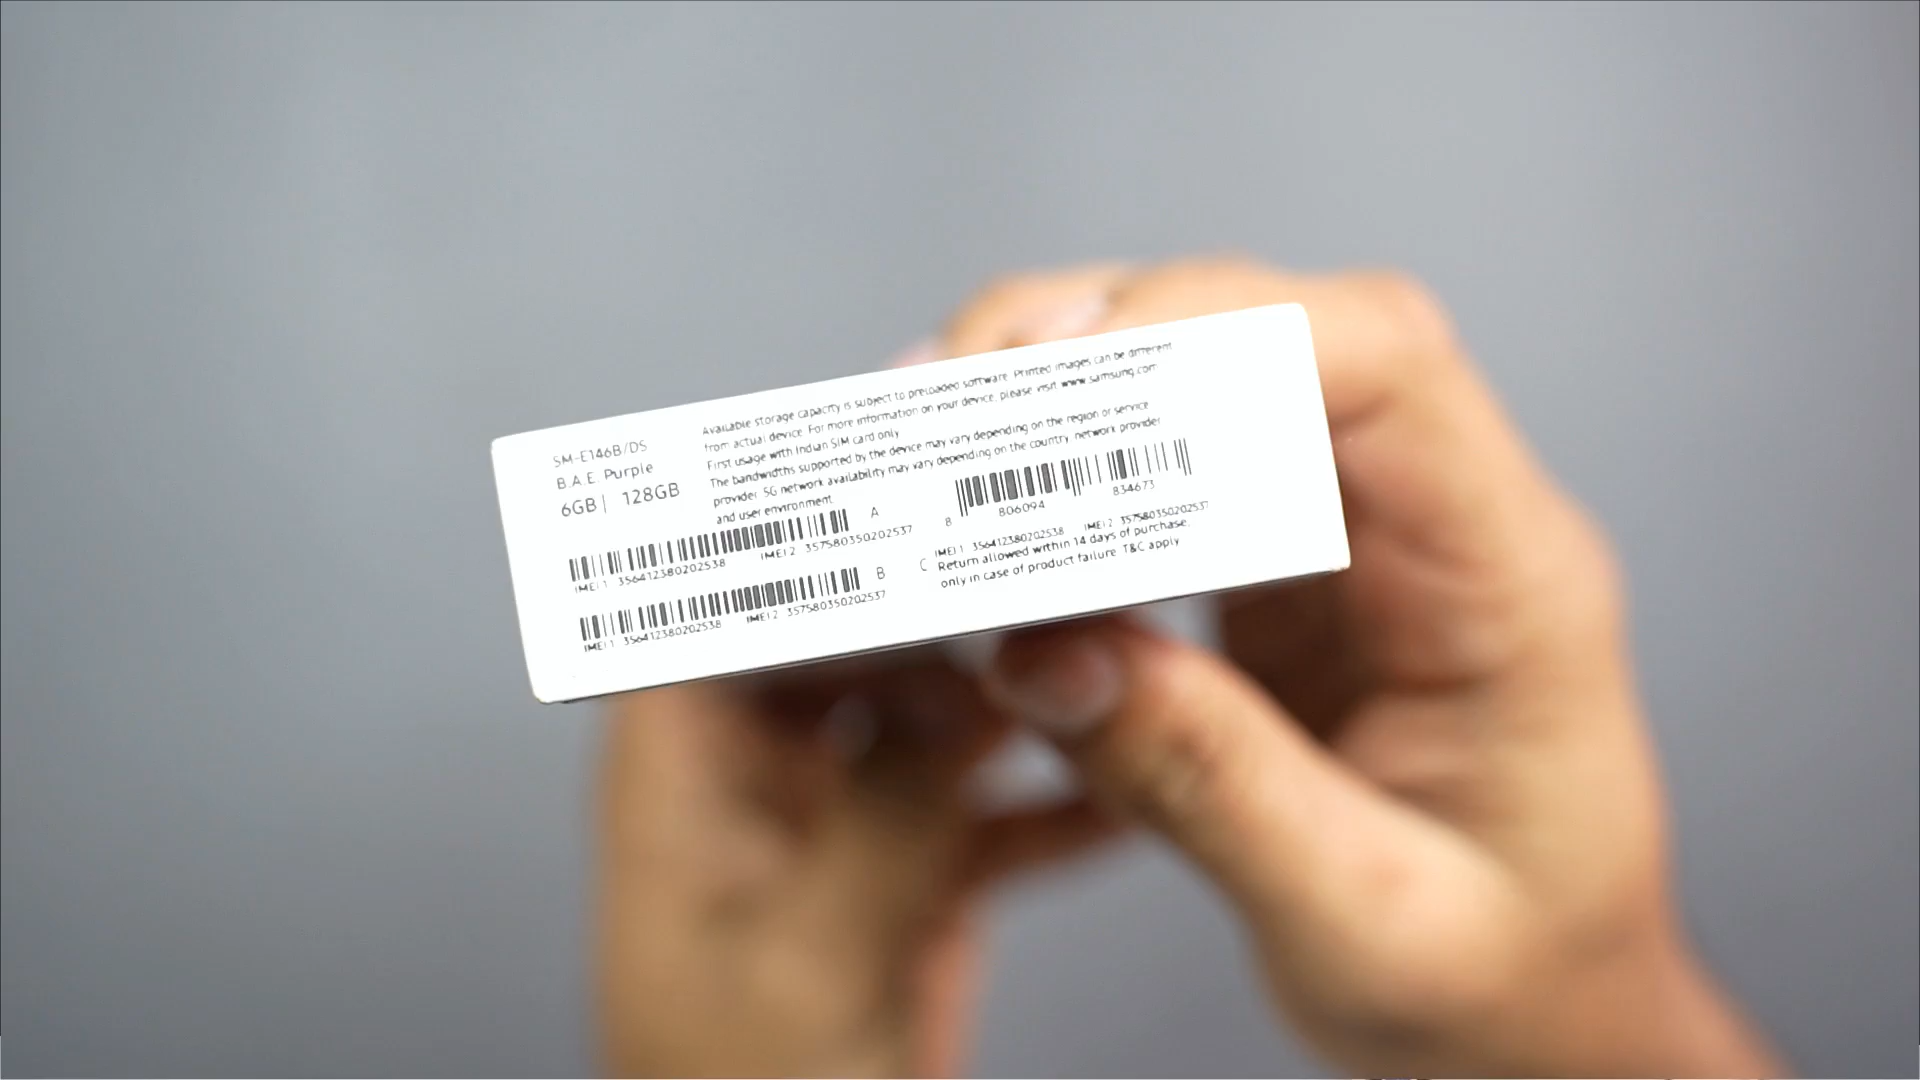 SM-E146B/DS
B.A.E. Purple
6GB | 128GB
Available storage capacity is subject to preloaded software. Printed images can be different
from actual device. For more information on your device, please visit www.samsung.com
First usage with Indian SIM card only
The bandwidths supported by the device may vary depending on the region or service
provider. 5G network availability may vary depending on the country, network provider
and user environment.
A
IMEI 1 356412380202538 IMEI 2 357580350202537
B
IMEI 1 356412380202538 IMEI 2 357580350202537
8 806094 834673
C IMEI 1 356412380202538 IMEI 2 357580350202537
Return allowed within 14 days of purchase,
only in case of product failure. T&C apply